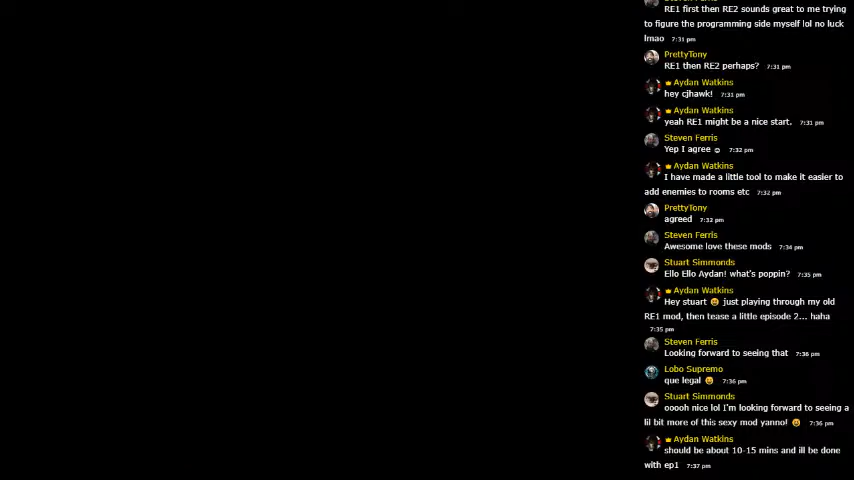 Steven Ferris
RE1 first then RE2 sounds great to me trying
to figure the programming side myself lol no luck
lmao 7:31 pm
PrettyTony
RE1 then RE2 perhaps? 7:31 pm
Aydan Watkins
hey cjhawk! 7:31 pm
Aydan Watkins
yeah RE1 might be a nice start. 7:31 pm
Steven Ferris
Yep I agree ☺ 7:32 pm
Aydan Watkins
I have made a little tool to make it easier to
add enemies to rooms etc 7:32 pm
PrettyTony
agreed 7:32 pm
Steven Ferris
Awesome love these mods 7:34 pm
Stuart Simmonds
Ello Ello Aydan! what's poppin? 7:35 pm
Aydan Watkins
Hey stuart 😀 just playing through my old
RE1 mod, then tease a little episode 2... haha
7:35 pm
Steven Ferris
Looking forward to seeing that 7:36 pm
Lobo Supremo
que legal 😀 7:36 pm
Stuart Simmonds
ooooh nice lol I'm looking forward to seeing a
lil bit more of this sexy mod yanno! 😀 7:36 pm
Aydan Watkins
should be about 10-15 mins and ill be done
with ep1 7:37 pm